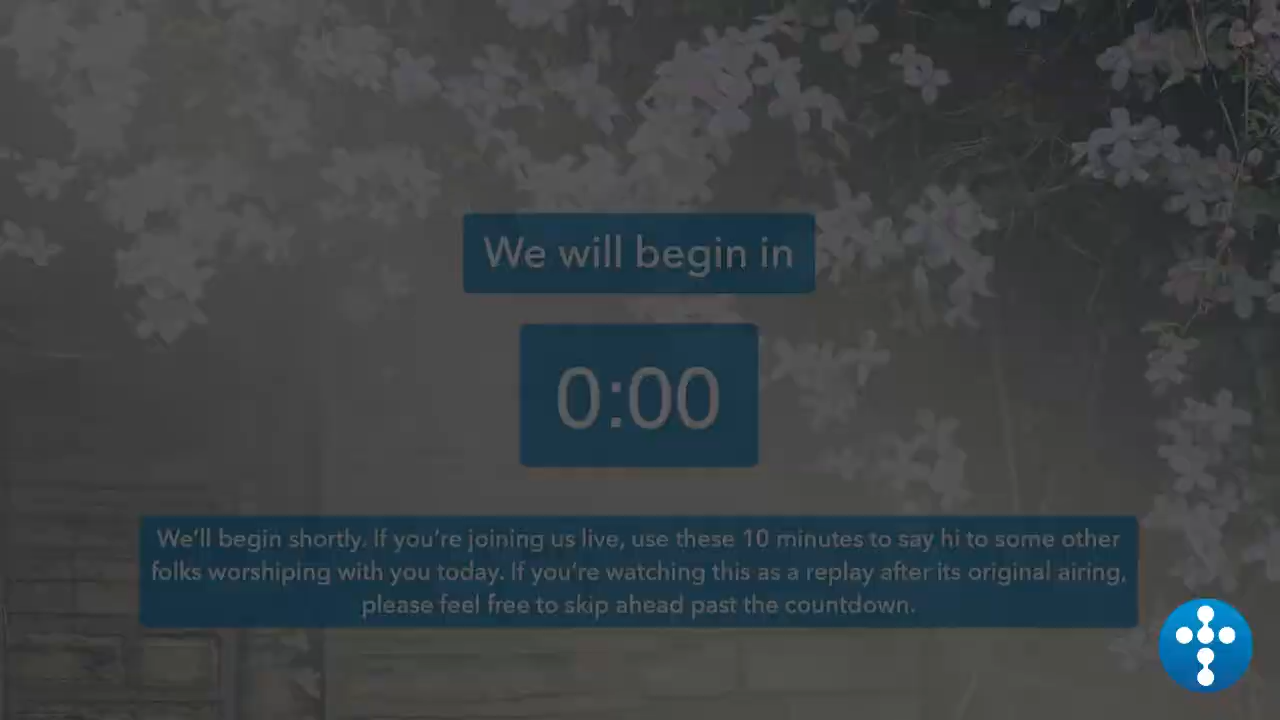 We will begin in
0:00
We’ll begin shortly. If you’re joining us live, use these 10 minutes to say hi to some other
folks worshiping with you today. If you’re watching this as a replay after its original airing,
please feel free to skip ahead past the countdown.